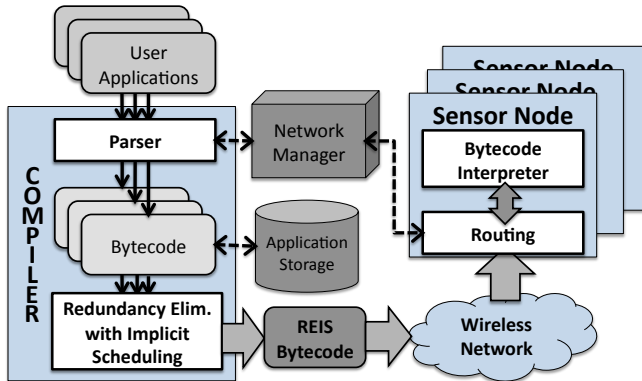 User
Applications
Sensor Node
Sensor Node
Sensor Node
COMPILER
Parser
Network
Manager
Bytecode
Interpreter
Bytecode
Application
Storage
Routing
Redundancy Elim.
with Implicit
Scheduling
REIS
Bytecode
Wireless
Network